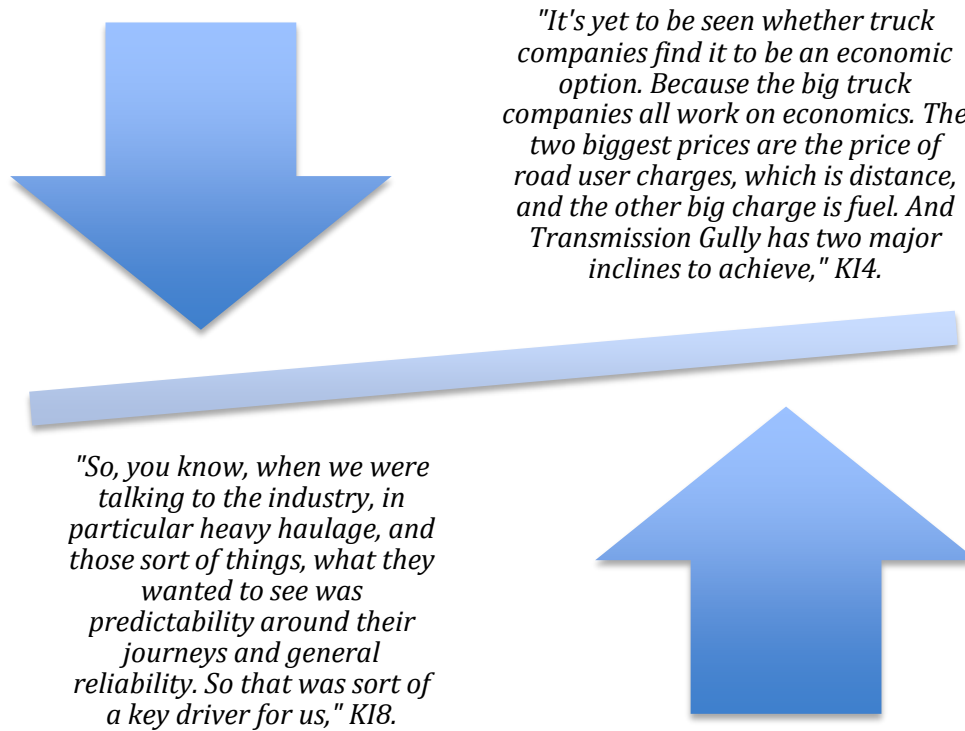 "It's yet to be seen whether truck
companies find it to be an economic
option. Because the big truck
companies all work on economics. The
two biggest prices are the price of
road user charges, which is distance,
and the other big charge is fuel. And
Transmission Gully has two major
inclines to achieve," KI4.
"So, you know, when we were
talking to the industry, in
particular heavy haulage, and
those sort of things, what they
wanted to see was
predictability around their
journeys and general
reliability. So that was sort of
a key driver for us," KI8.